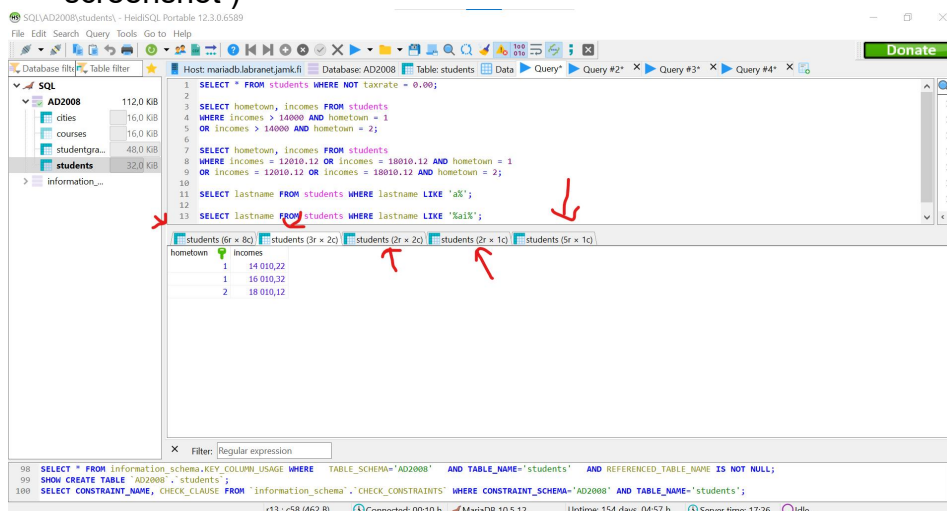 screenshot )
SQL\AD2008\students\ - HeidiSQL Portable 12.3.0.6589
File Edit Search Query Tools Go to Help
Donate
Database filte Table filter
Host: mariadb.labranet.jamk.fi Database: AD2008 Table: students Data Query* Query #2* Query #3* Query #4*
SQL
AD2008 112,0 KiB
cities 16,0 KiB
courses 16,0 KiB
studentgra... 48,0 KiB
students 32,0 KiB
information_...
1 SELECT * FROM students WHERE NOT taxrate = 0.00;
2
3 SELECT hometown, incomes FROM students
4 WHERE incomes > 14000 AND hometown = 1
5 OR incomes > 14000 AND hometown = 2;
6
7 SELECT hometown, incomes FROM students
8 WHERE incomes = 12010.12 OR incomes = 18010.12 AND hometown = 1
9 OR incomes = 12010.12 OR incomes = 18010.12 AND hometown = 2;
10
11 SELECT lastname FROM students WHERE lastname LIKE 'a%';
12
13 SELECT lastname FROM students WHERE lastname LIKE '%ai%';
students (6r × 8c) students (3r × 2c) students (2r × 2c) students (2r × 1c) students (5r × 1c)
hometown incomes
1 14 010,22
1 16 010,32
2 18 010,12
Filter: Regular expression
98 SELECT * FROM information_schema.KEY_COLUMN_USAGE WHERE TABLE_SCHEMA='AD2008' AND TABLE_NAME='students' AND REFERENCED_TABLE_NAME IS NOT NULL;
99 SHOW CREATE TABLE `AD2008`.`students`;
100 SELECT CONSTRAINT_NAME, CHECK_CLAUSE FROM `information_schema`.`CHECK_CONSTRAINTS` WHERE CONSTRAINT_SCHEMA='AD2008' AND TABLE_NAME='students';
r13 : c58 (462 B) Connected: 00:10 h MariaDB 10.5.12 Uptime: 154 days, 04:57 h Server time: 17:26 Idle